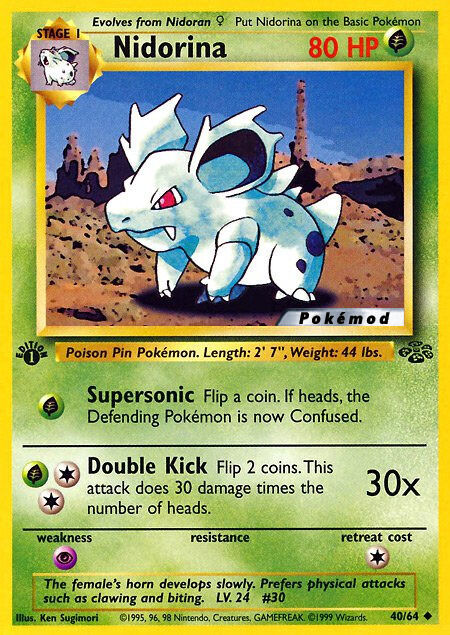 Evolves from Nidoran ♀ Put Nidorina on the Basic Pokémon
STAGE 1
Nidorina 80 HP
Pokémod
EDITION 1
Poison Pin Pokémon. Length: 2' 7", Weight: 44 lbs.
Supersonic Flip a coin. If heads, the
Defending Pokémon is now Confused.
Double Kick Flip 2 coins. This
attack does 30 damage times the
number of heads.
30x
weakness resistance retreat cost
The female's horn develops slowly. Prefers physical attacks
such as clawing and biting. LV. 24 #30
Illus. Ken Sugimori ©1995, 96, 98 Nintendo, Creatures, GAMEFREAK. ©1999 Wizards. 40/64 ◆